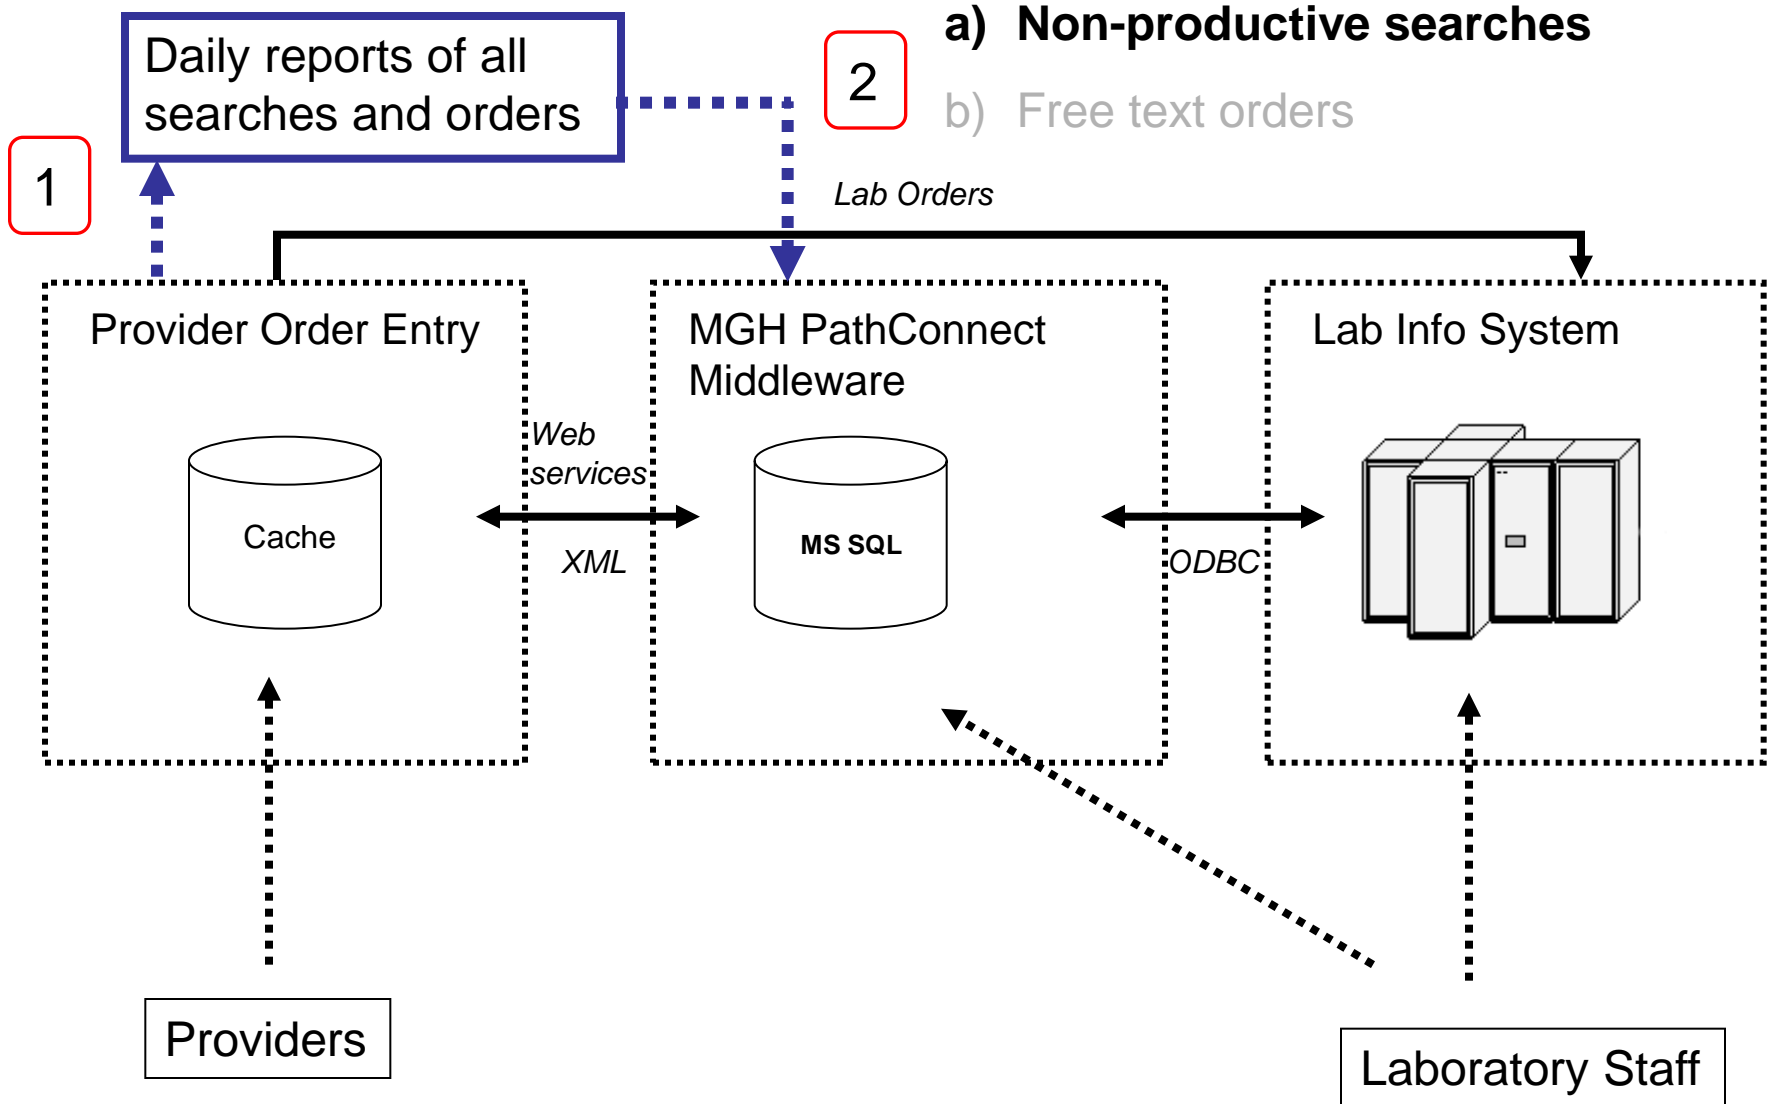 a) Non-productive searches
Daily reports of all
searches and orders
2
b) Free text orders
1
Lab Orders
Provider Order Entry
MGH PathConnect
Middleware
Lab Info System
Web
services
Cache
MS SQL
XML
ODBC
Providers
Laboratory Staff